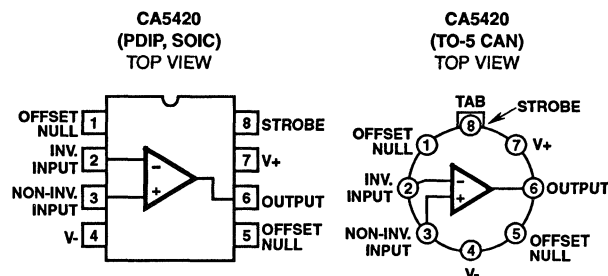 CA5420
(PDIP, SOIC)
TOP VIEW
OFFSET
NULL
1
8
STROBE
INV.
INPUT
2
7
V+
NON-INV.
INPUT
3
6
OUTPUT
V-
4
5
OFFSET
NULL
-
+
CA5420
(TO-5 CAN)
TOP VIEW
TAB
STROBE
8
OFFSET
NULL
1
7
V+
INV.
INPUT
2
6
OUTPUT
NON-INV.
INPUT
3
5
OFFSET
NULL
4
V-
-
+